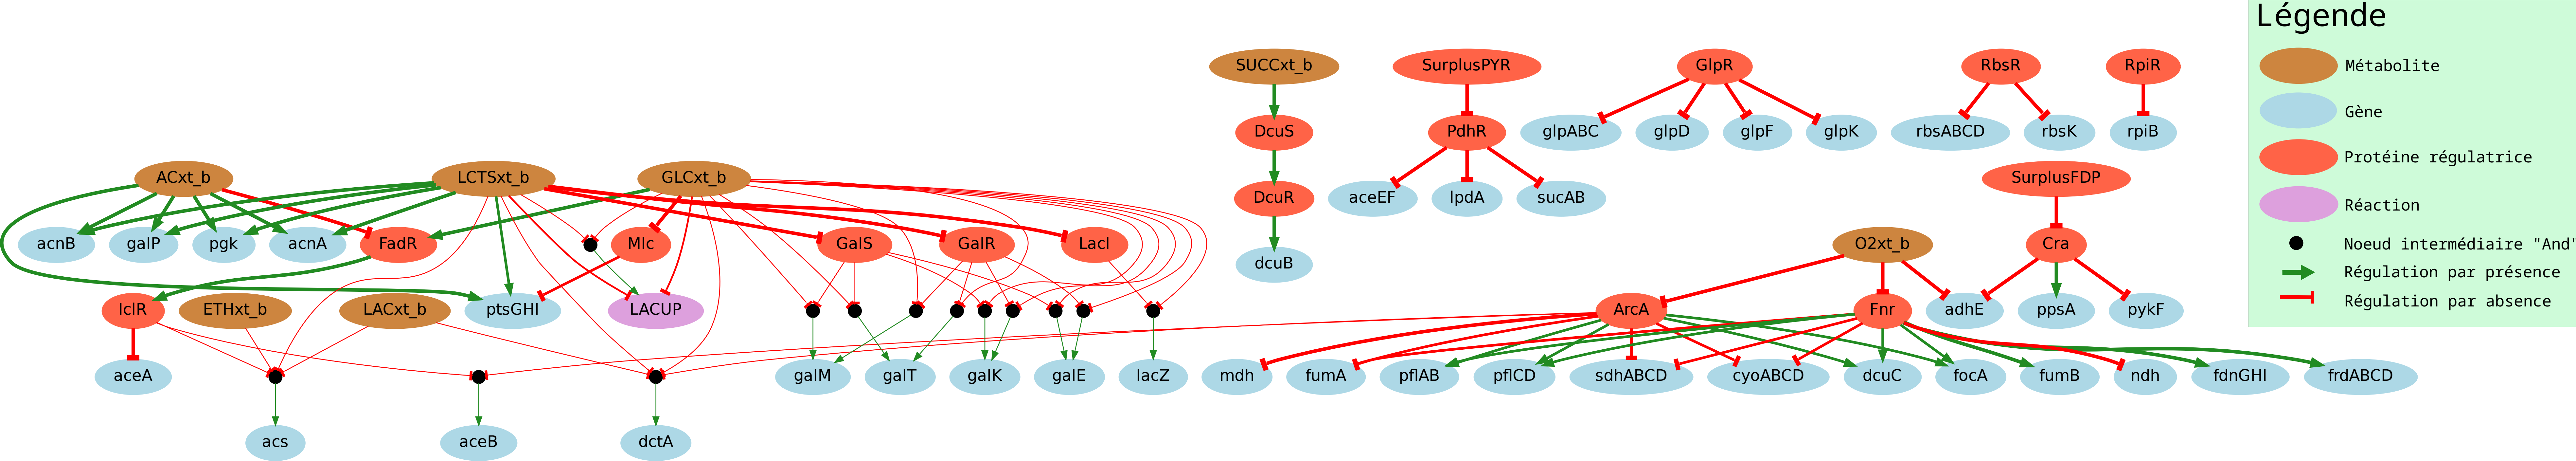 Légende
SUCCxt_b
SurplusPYR
GlpR
RbsR
RpiR
Métabolite
Gène
DcuS
PdhR
glpABC
glpD
glpF
glpK
rbsABCD
rbsK
rpiB
Protéine régulatrice
ACxt_b
LCTSxt_b
GLCxt_b
SurplusFDP
DcuR
aceEF
lpdA
sucAB
Réaction
acnB
galP
pgk
acnA
FadR
Mlc
GalS
GalR
LacI
O2xt_b
Cra
Noeud intermédiaire "And"
dcuB
Régulation par présence
Régulation par absence
IclR
ETHxt_b
LACxt_b
ptsGHI
LACUP
ArcA
Fnr
adhE
ppsA
pykF
aceA
galM
galT
galK
galE
lacZ
mdh
fumA
pflAB
pflCD
sdhABCD
cyoABCD
dcuC
focA
fumB
ndh
fdnGHI
frdABCD
acs
aceB
dctA